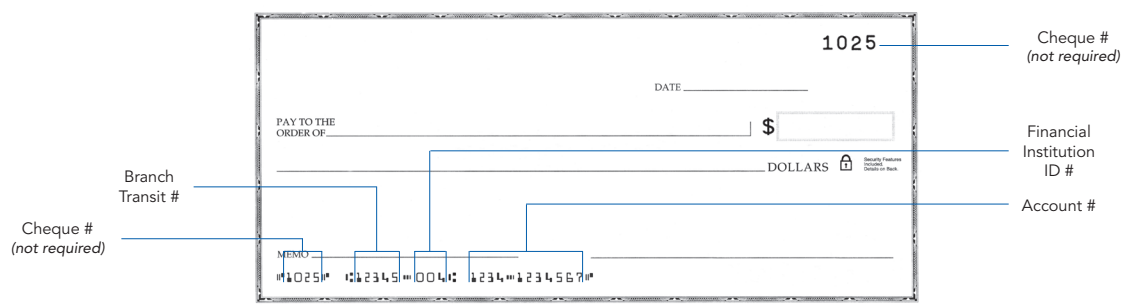 1025
Cheque #
(not required)
DATE
PAY TO THE
ORDER OF
$
Financial
Institution
ID #
DOLLARS
Security Features
Included.
Details on Back.
Branch
Transit #
Account #
Cheque #
(not required)
MEMO
⑈1025⑈ ⑆12345⑉004⑆ 1234⑉1234567⑈